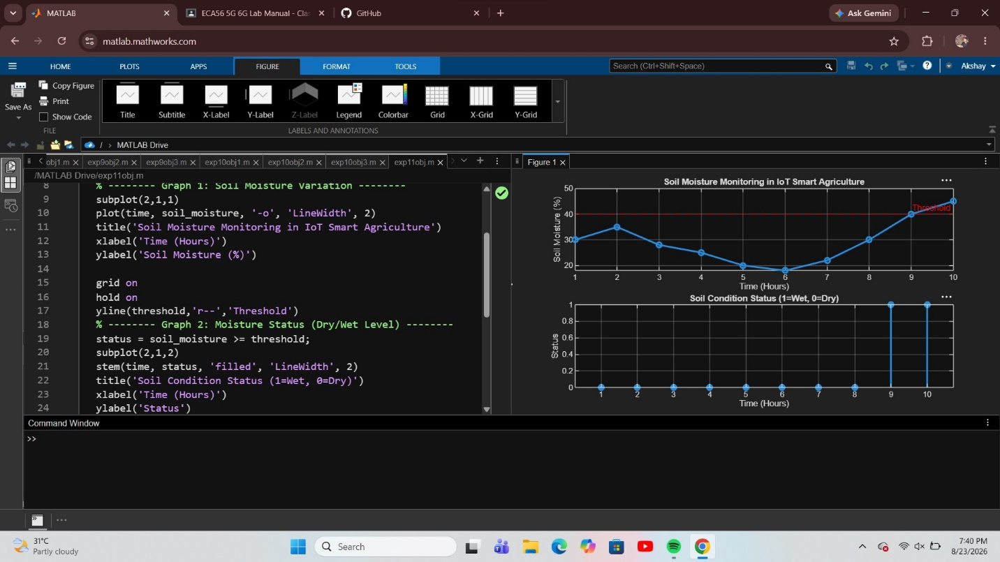 MATLAB
ECA56 5G 6G Lab Manual - Clas
GitHub
Ask Gemini
matlab.mathworks.com
HOME PLOTS APPS FIGURE FORMAT TOOLS
Search (Ctrl+Shift+Space)
Akshay
Save As
Copy Figure
Print
Show Code
FILE
Title Subtitle X-Label Y-Label Z-Label Legend Colorbar Grid X-Grid Y-Grid
LABELS AND ANNOTATIONS
/ > MATLAB Drive
obj1.m exp9obj2.m exp9obj3.m exp10obj1.m exp10obj2.m exp10obj3.m exp11obj.m
/MATLAB Drive/exp11obj.m
8 % -------- Graph 1: Soil Moisture Variation --------
9 subplot(2,1,1)
10 plot(time, soil_moisture, '-o', 'LineWidth', 2)
11 title('Soil Moisture Monitoring in IoT Smart Agriculture')
12 xlabel('Time (Hours)')
13 ylabel('Soil Moisture (%)')
14
15 grid on
16 hold on
17 yline(threshold,'r--','Threshold')
18 % -------- Graph 2: Moisture Status (Dry/Wet Level) --------
19 status = soil_moisture >= threshold;
20 subplot(2,1,2)
21 stem(time, status, 'filled', 'LineWidth', 2)
22 title('Soil Condition Status (1=Wet, 0=Dry)')
23 xlabel('Time (Hours)')
24 ylabel('Status')
Figure 1
Soil Moisture Monitoring in IoT Smart Agriculture
Soil Moisture (%)
50
40
30
20
Threshold
1 2 3 4 5 6 7 8 9 10
Time (Hours)
Soil Condition Status (1=Wet, 0=Dry)
Status
1
0.8
0.6
0.4
0.2
0
1 2 3 4 5 6 7 8 9 10
Time (Hours)
Command Window
>>
31°C
Partly cloudy
Search
7:40 PM
8/23/2026